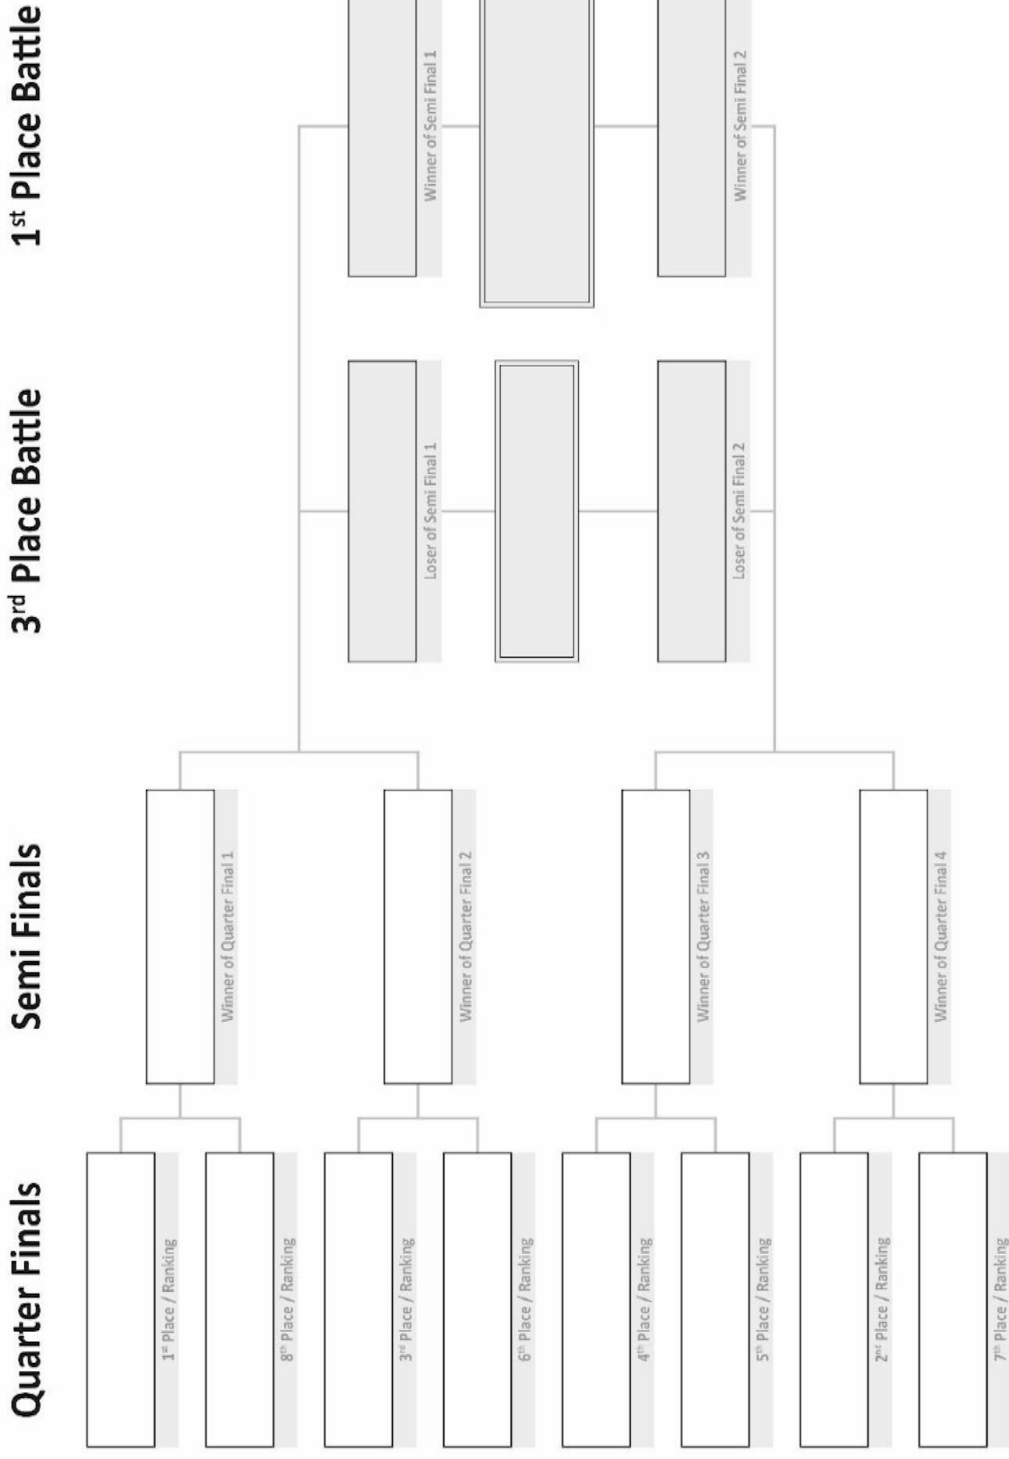 Quarter Finals
Semi Finals
3rd Place Battle
1st Place Battle
1st Place / Ranking
8th Place / Ranking
3rd Place / Ranking
6th Place / Ranking
4th Place / Ranking
5th Place / Ranking
2nd Place / Ranking
7th Place / Ranking
Winner of Quarter Final 1
Winner of Quarter Final 2
Winner of Quarter Final 3
Winner of Quarter Final 4
Loser of Semi Final 1
Loser of Semi Final 2
Winner of Semi Final 1
Winner of Semi Final 2